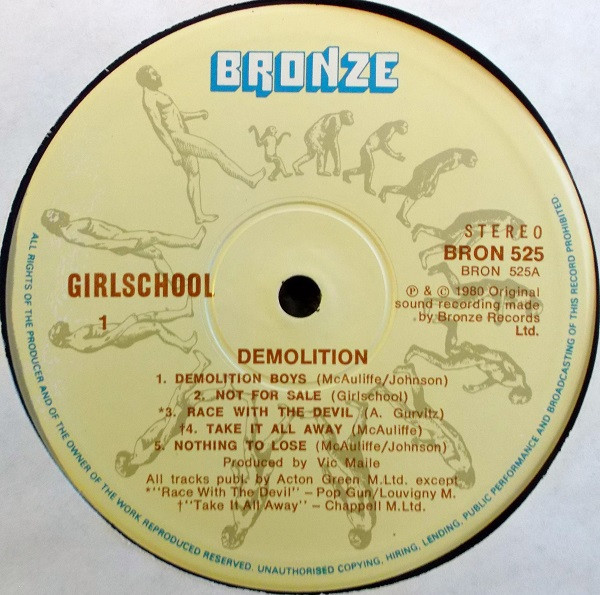 BRONZE
STEREO
BRON 525
BRON 525A
GIRLSCHOOL
1
℗ & © 1980 Original
sound recording made
by Bronze Records
Ltd.
DEMOLITION
1. DEMOLITION BOYS (McAuliffe/Johnson)
2. NOT FOR SALE (Girlschool)
*3. RACE WITH THE DEVIL (A. Gurvitz)
†4. TAKE IT ALL AWAY (McAuliffe)
5. NOTHING TO LOSE (McAuliffe/Johnson)
Produced by Vic Maile
All tracks publ. by Acton Green M.Ltd. except
*"Race With The Devil" – Pop Gun/Louvigny M.
†"Take It All Away" – Chappell M.Ltd.
ALL RIGHTS OF THE PRODUCER AND OF THE OWNER OF THE WORK REPRODUCED RESERVED. UNAUTHORISED COPYING, HIRING, LENDING, PUBLIC PERFORMANCE AND BROADCASTING OF THIS RECORD PROHIBITED.